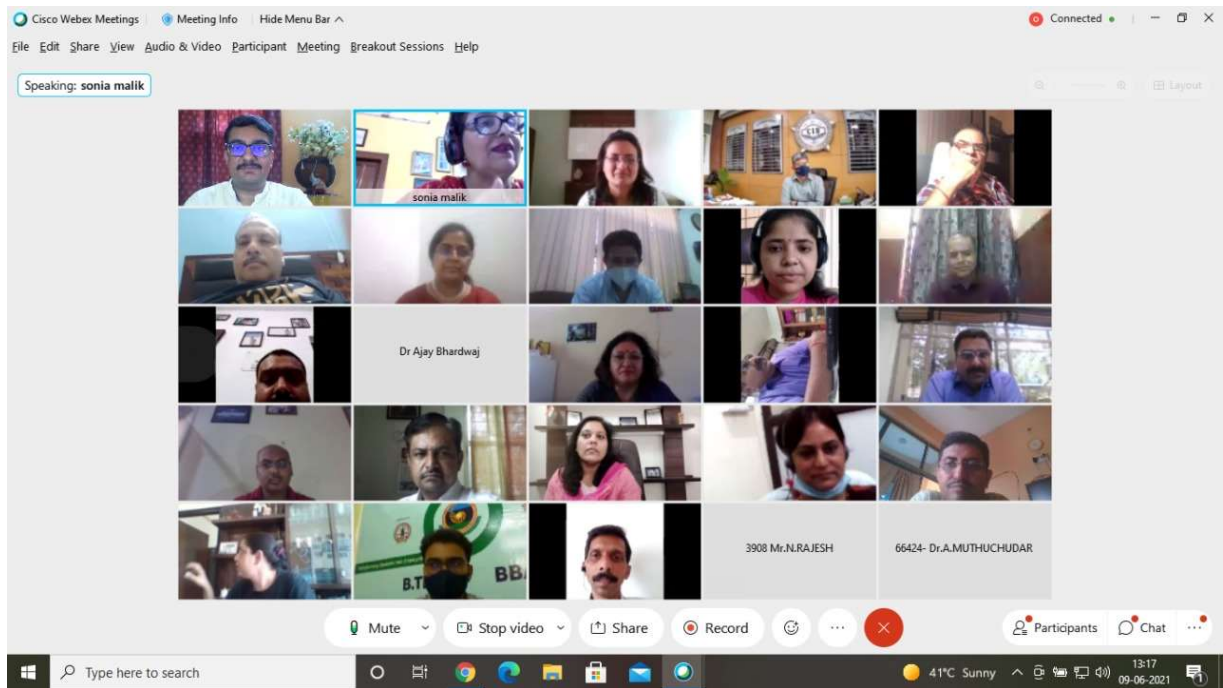 Cisco Webex Meetings Meeting Info Hide Menu Bar Connected
File Edit Share View Audio & Video Participant Meeting Breakout Sessions Help
Speaking: sonia malik
Layout
sonia malik
Dr Ajay Bhardwaj
B.T
BB
3908 Mr.N.RAJESH
66424- Dr.A.MUTHUCHUDAR
Mute Stop video Share Record Participants Chat
Type here to search
41°C Sunny
13:17
09-06-2021
1